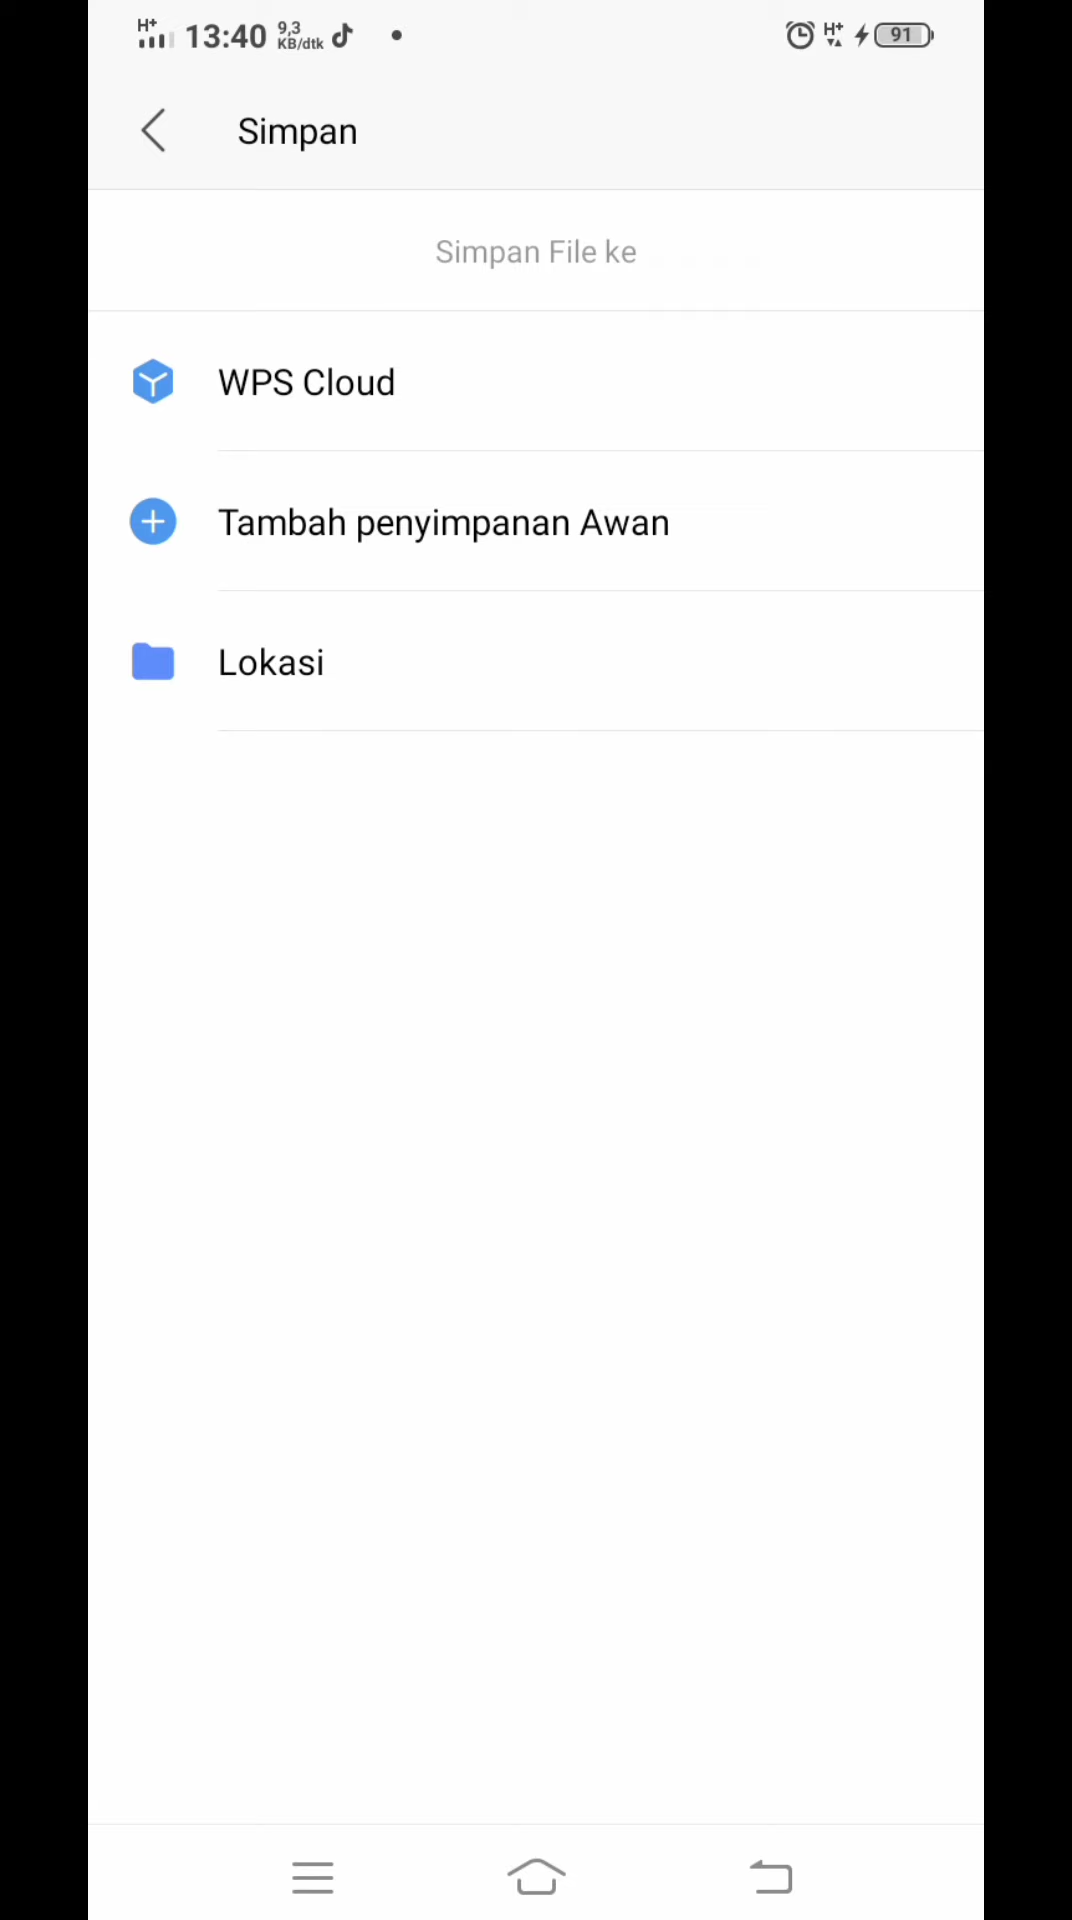 H+ 13:40 9,3 KB/dtk H+ 91
Simpan
Simpan File ke
WPS Cloud
Tambah penyimpanan Awan
Lokasi